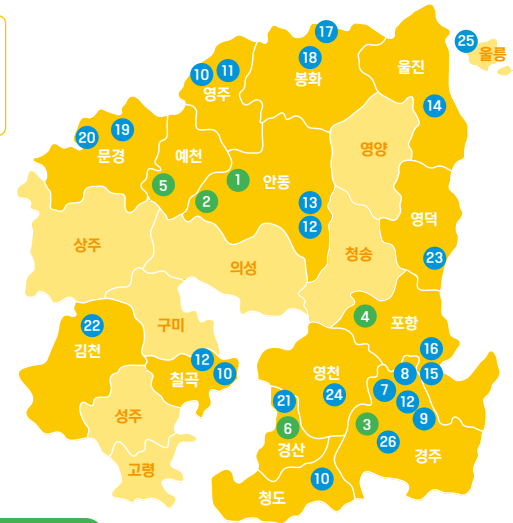 17
25
울릉
18
10
11
봉화
울진
영주
14
20
19
문경
예천
영양
1
5
안동
2
13
12
영덕
상주
청송
23
의성
4
포항
구미
22
김천
16
12
영천
8
15
칠곡
10
7
21
24
12
9
성주
6
3
26
경산
경주
고령
10
청도